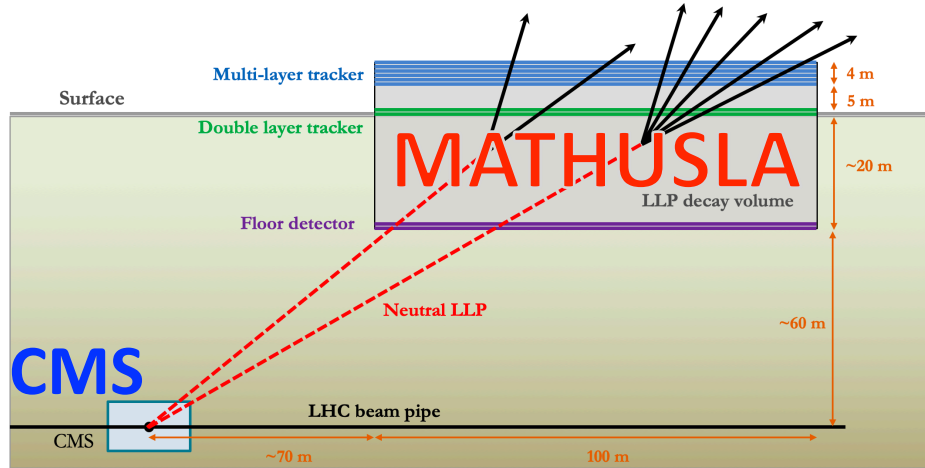 Multi-layer tracker
4 m
Surface
5 m
Double layer tracker
MATHUSLA
~20 m
LLP decay volume
Floor detector
Neutral LLP
~60 m
CMS
LHC beam pipe
CMS
~70 m
100 m